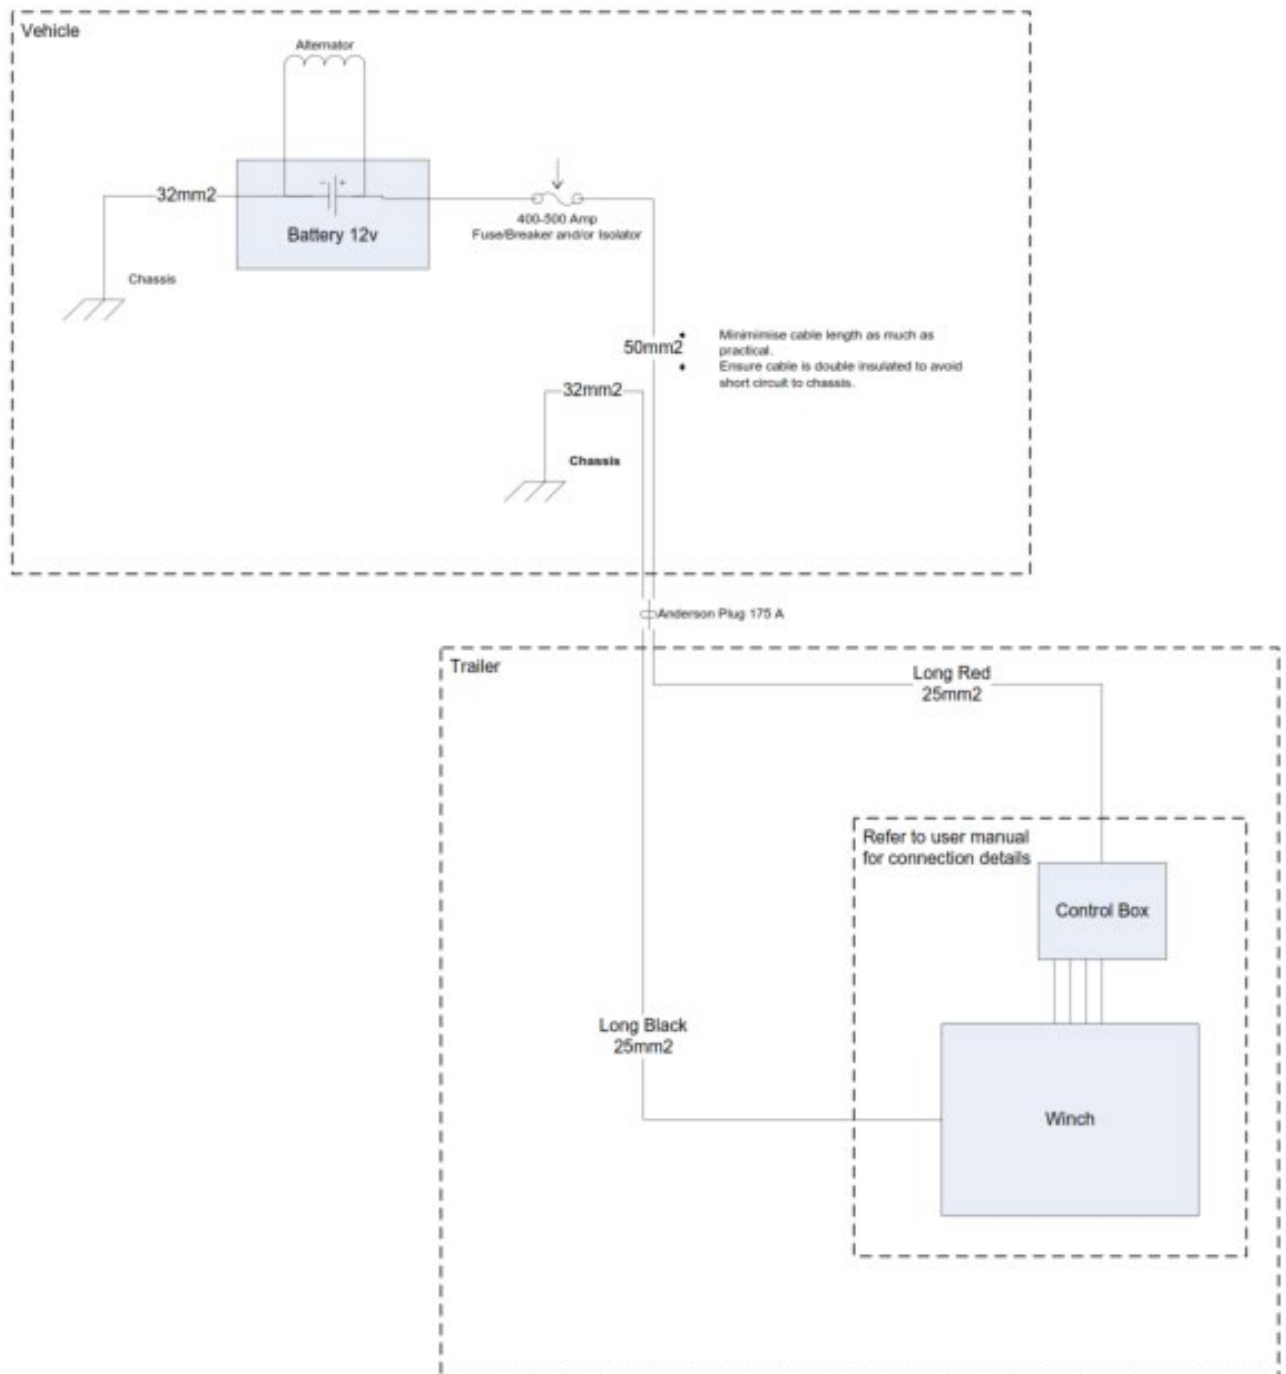 Vehicle
Alternator
32mm2
- +
Battery 12v
400-500 Amp
Fuse/Breaker and/or Isolator
Chassis
50mm2
Minimimise cable length as much as
practical.
Ensure cable is double insulated to avoid
short circuit to chassis.
32mm2
Chassis
Anderson Plug 175 A
Trailer
Long Red
25mm2
Refer to user manual
for connection details
Control Box
Long Black
25mm2
Winch